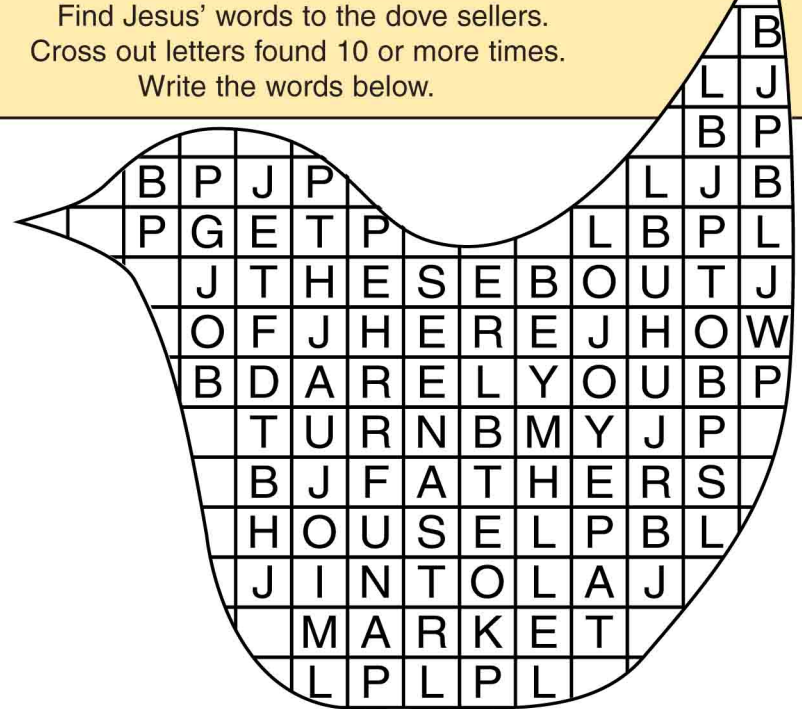 Find Jesus’ words to the dove sellers.
Cross out letters found 10 or more times.
Write the words below.
B
L J
B P
B P J P L J B
P G E T P L B P L
J T H E S E B O U T J
O F J H E R E J H O W
B D A R E L Y O U B P
T U R N B M Y J P
B J F A T H E R S
H O U S E L P B L
J I N T O L A J
M A R K E T
L P L P L